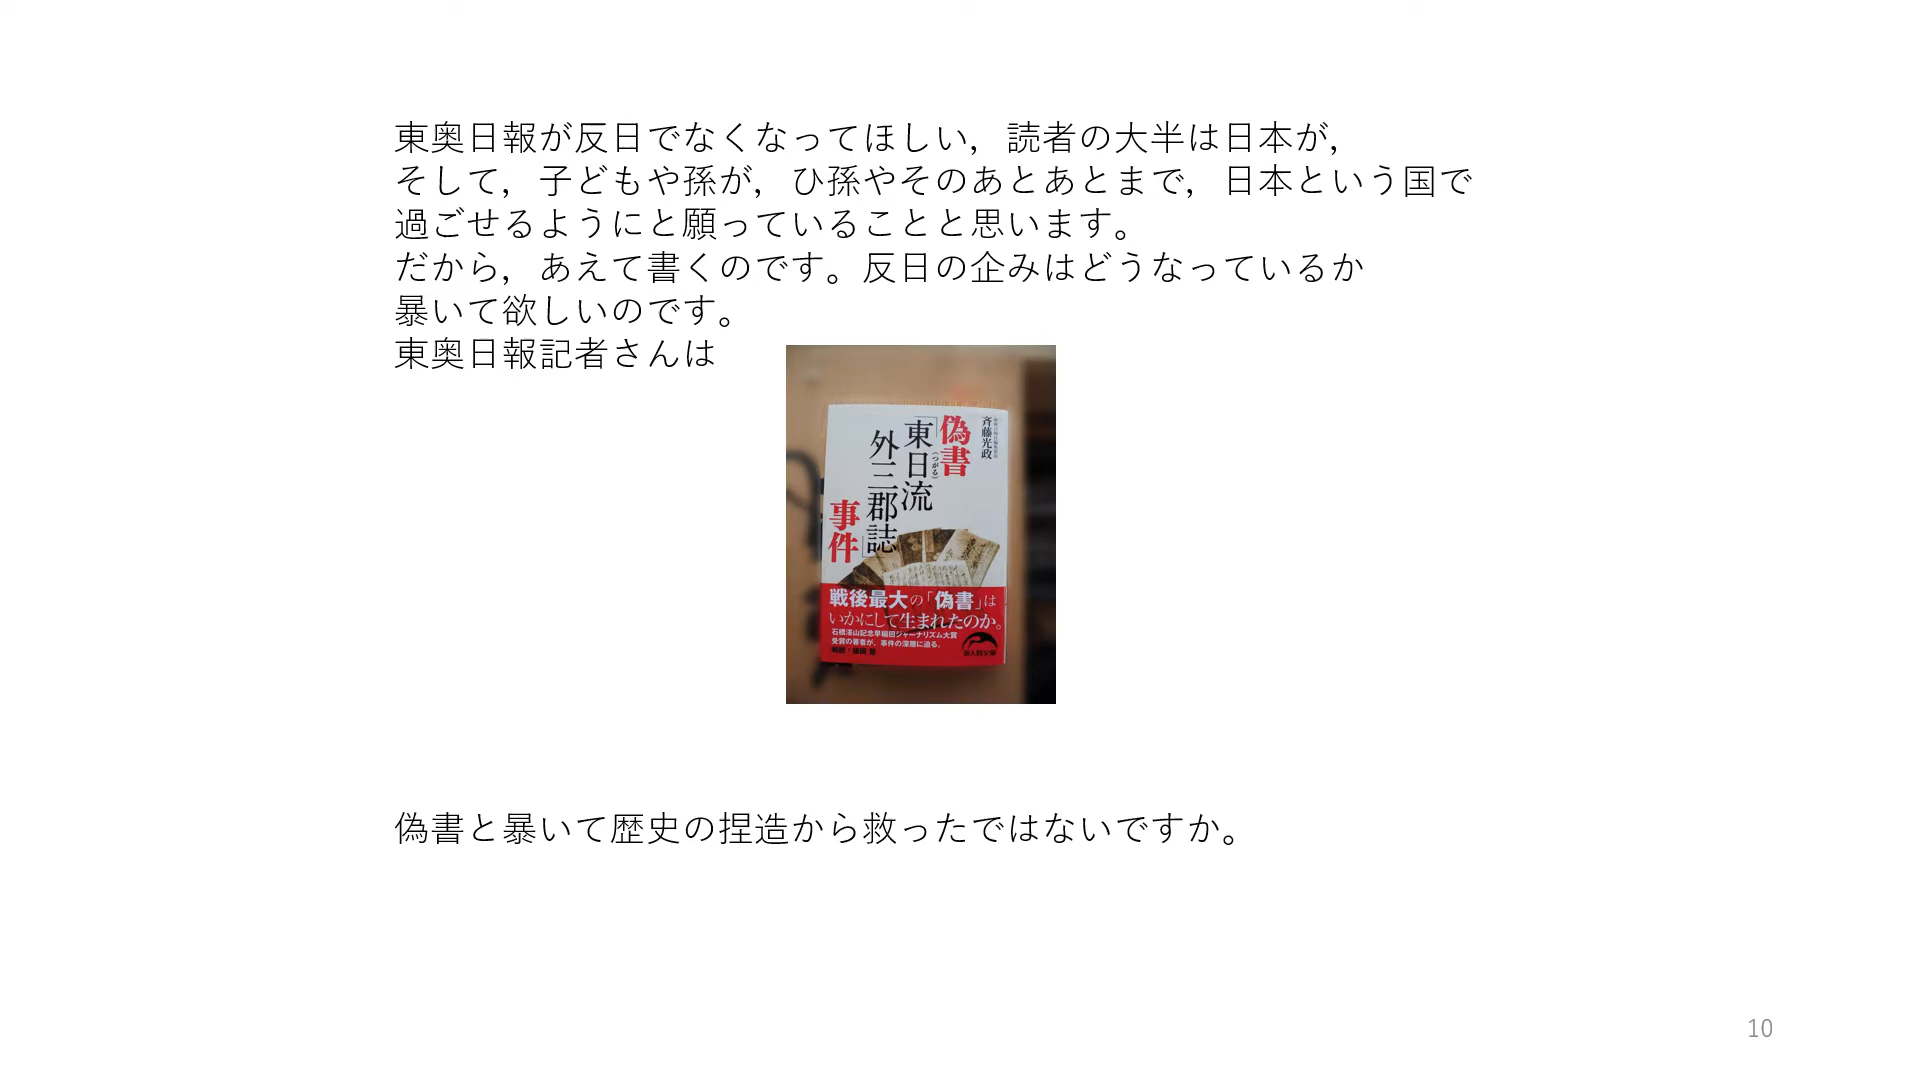 東奥日報が反日でなくなってほしい，読者の大半は日本が，
そして，子どもや孫が，ひ孫やそのあとあとまで，日本という国で
過ごせるようにと願っていることと思います。
だから，あえて書くのです。反日の企みはどうなっているか
暴いて欲しいのです。
東奥日報記者さんは
斉藤光政
偽書
「東日流
（つがる）
外三郡誌」
事件
戦後最大の「偽書」は
いかにして生まれたのか。
石橋湛山記念早稲田ジャーナリズム大賞
受賞の著者が、事件の深層に迫る。
新人物文庫
偽書と暴いて歴史の捏造から救ったではないですか。
10